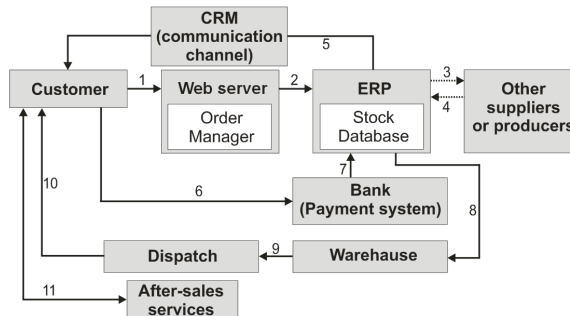 CRM
(communication
channel)
5
Customer
1
Web server
2
ERP
3
4
Other
suppliers
or producers
Order
Manager
Stock
Database
7
6
Bank
(Payment system)
8
10
Dispatch
9
Warehause
11
After-sales
services